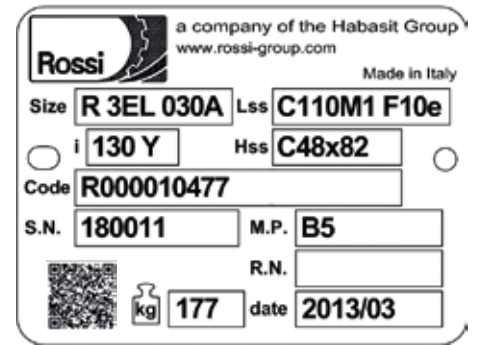 Rossi
a company of the Habasit Group
www.rossi-group.com
Made in Italy
Size R 3EL 030A Lss C110M1 F10e
i 130 Y Hss C48x82
Code R000010477
S.N. 180011 M.P. B5
R.N.
kg 177 date 2013/03